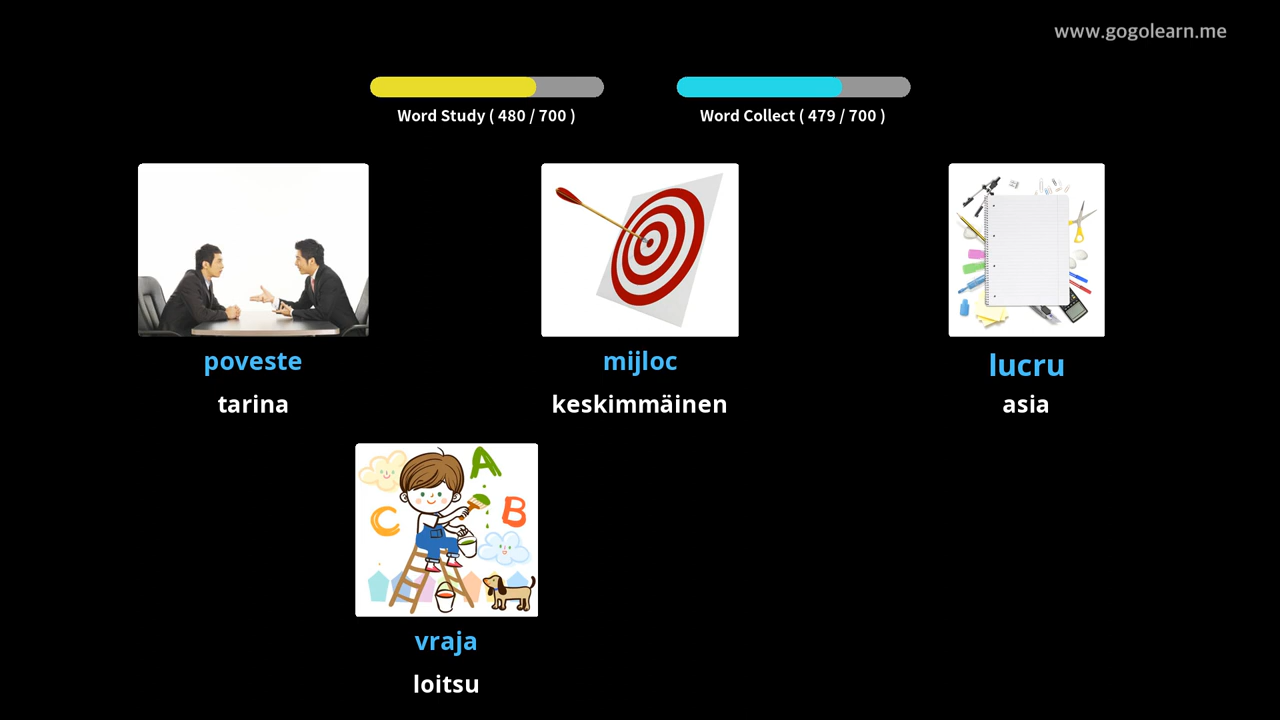 www.gogolearn.me
Word Study ( 480 / 700 )
Word Collect ( 479 / 700 )
poveste
mijloc
lucru
tarina
keskimmäinen
asia
A
B
C
vraja
loitsu